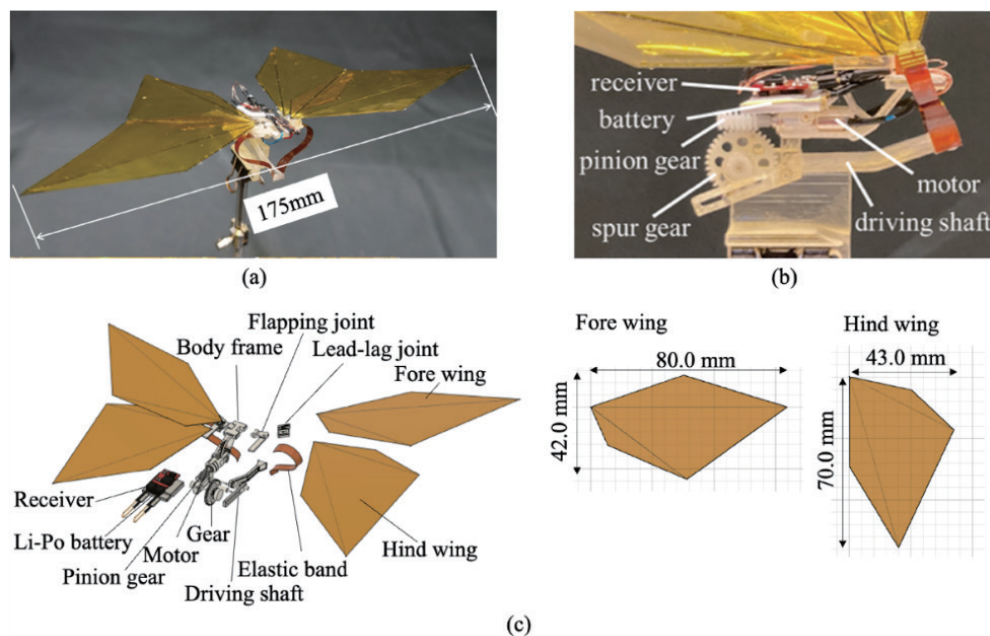 175mm
(a)
receiver
battery
pinion gear
spur gear
motor
driving shaft
(b)
Flapping joint
Body frame
Lead-lag joint
Fore wing
Receiver
Li-Po battery
Motor
Gear
Pinion gear
Driving shaft
Elastic band
Hind wing
Fore wing
80.0 mm
42.0 mm
Hind wing
43.0 mm
70.0 mm
(c)